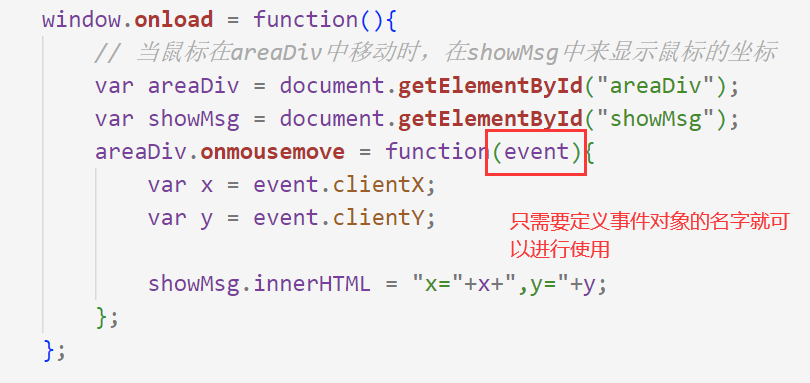 window.onload = function(){
// 当鼠标在areaDiv中移动时，在showMsg中来显示鼠标的坐标
var areaDiv = document.getElementById("areaDiv");
var showMsg = document.getElementById("showMsg");
areaDiv.onmousemove = function(event){
var x = event.clientX;
var y = event.clientY;
只需要定义事件对象的名字就可
以进行使用
showMsg.innerHTML = "x="+x+",y="+y;
};
};